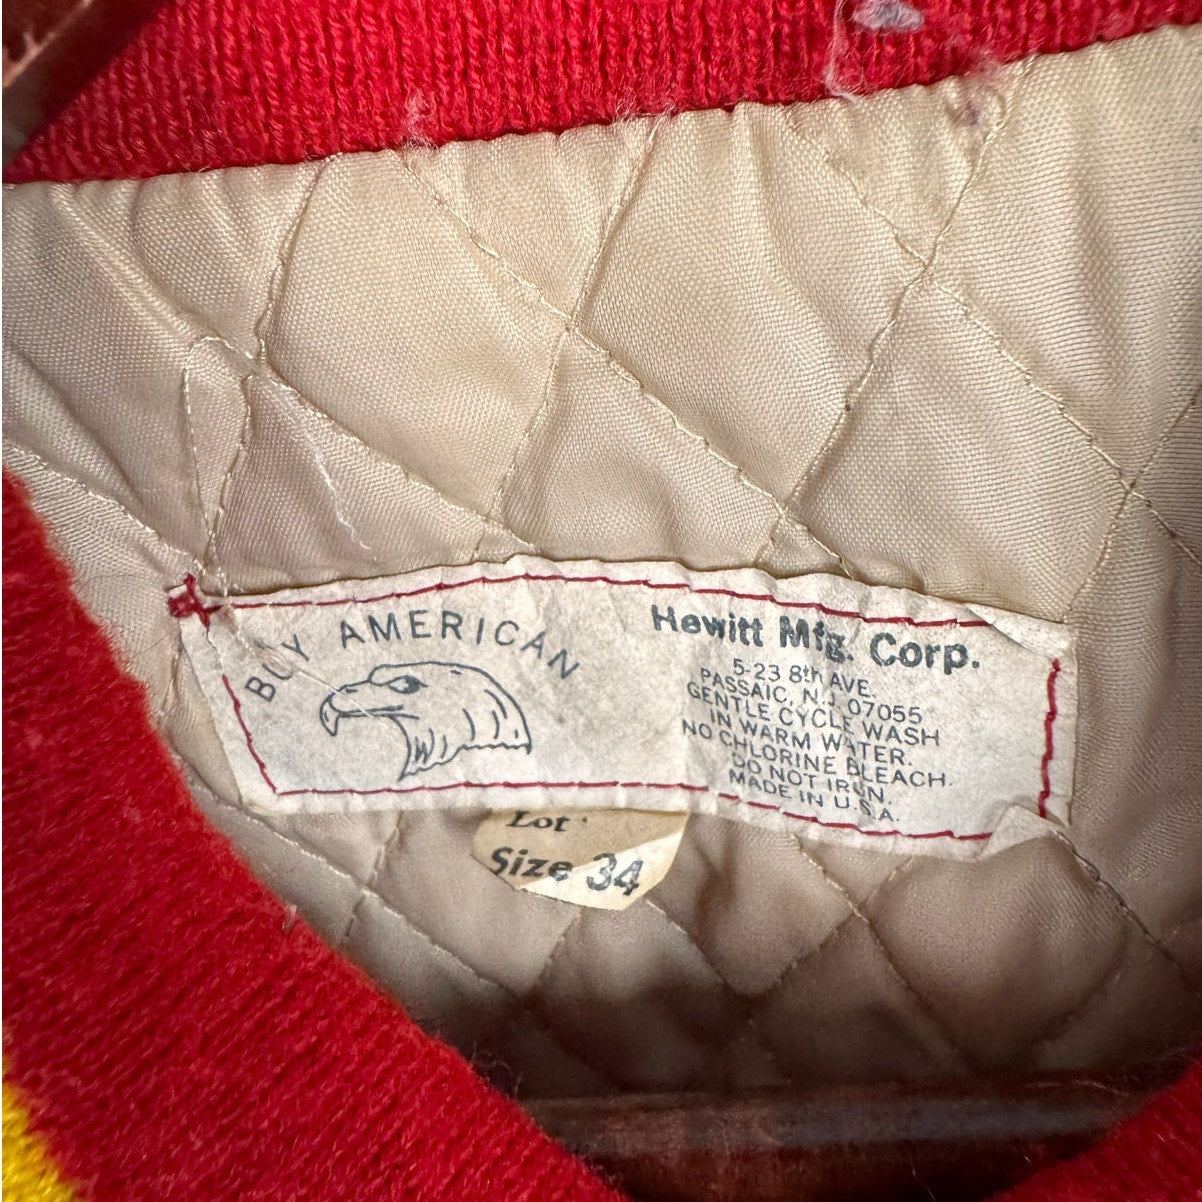 BUY AMERICAN
Hewitt Mfg. Corp.
5-23 8th AVE.
PASSAIC, N.J. 07055
GENTLE CYCLE WASH
IN WARM WATER.
NO CHLORINE BLEACH.
DO NOT IRON.
MADE IN U.S.A.
Lot
Size 34